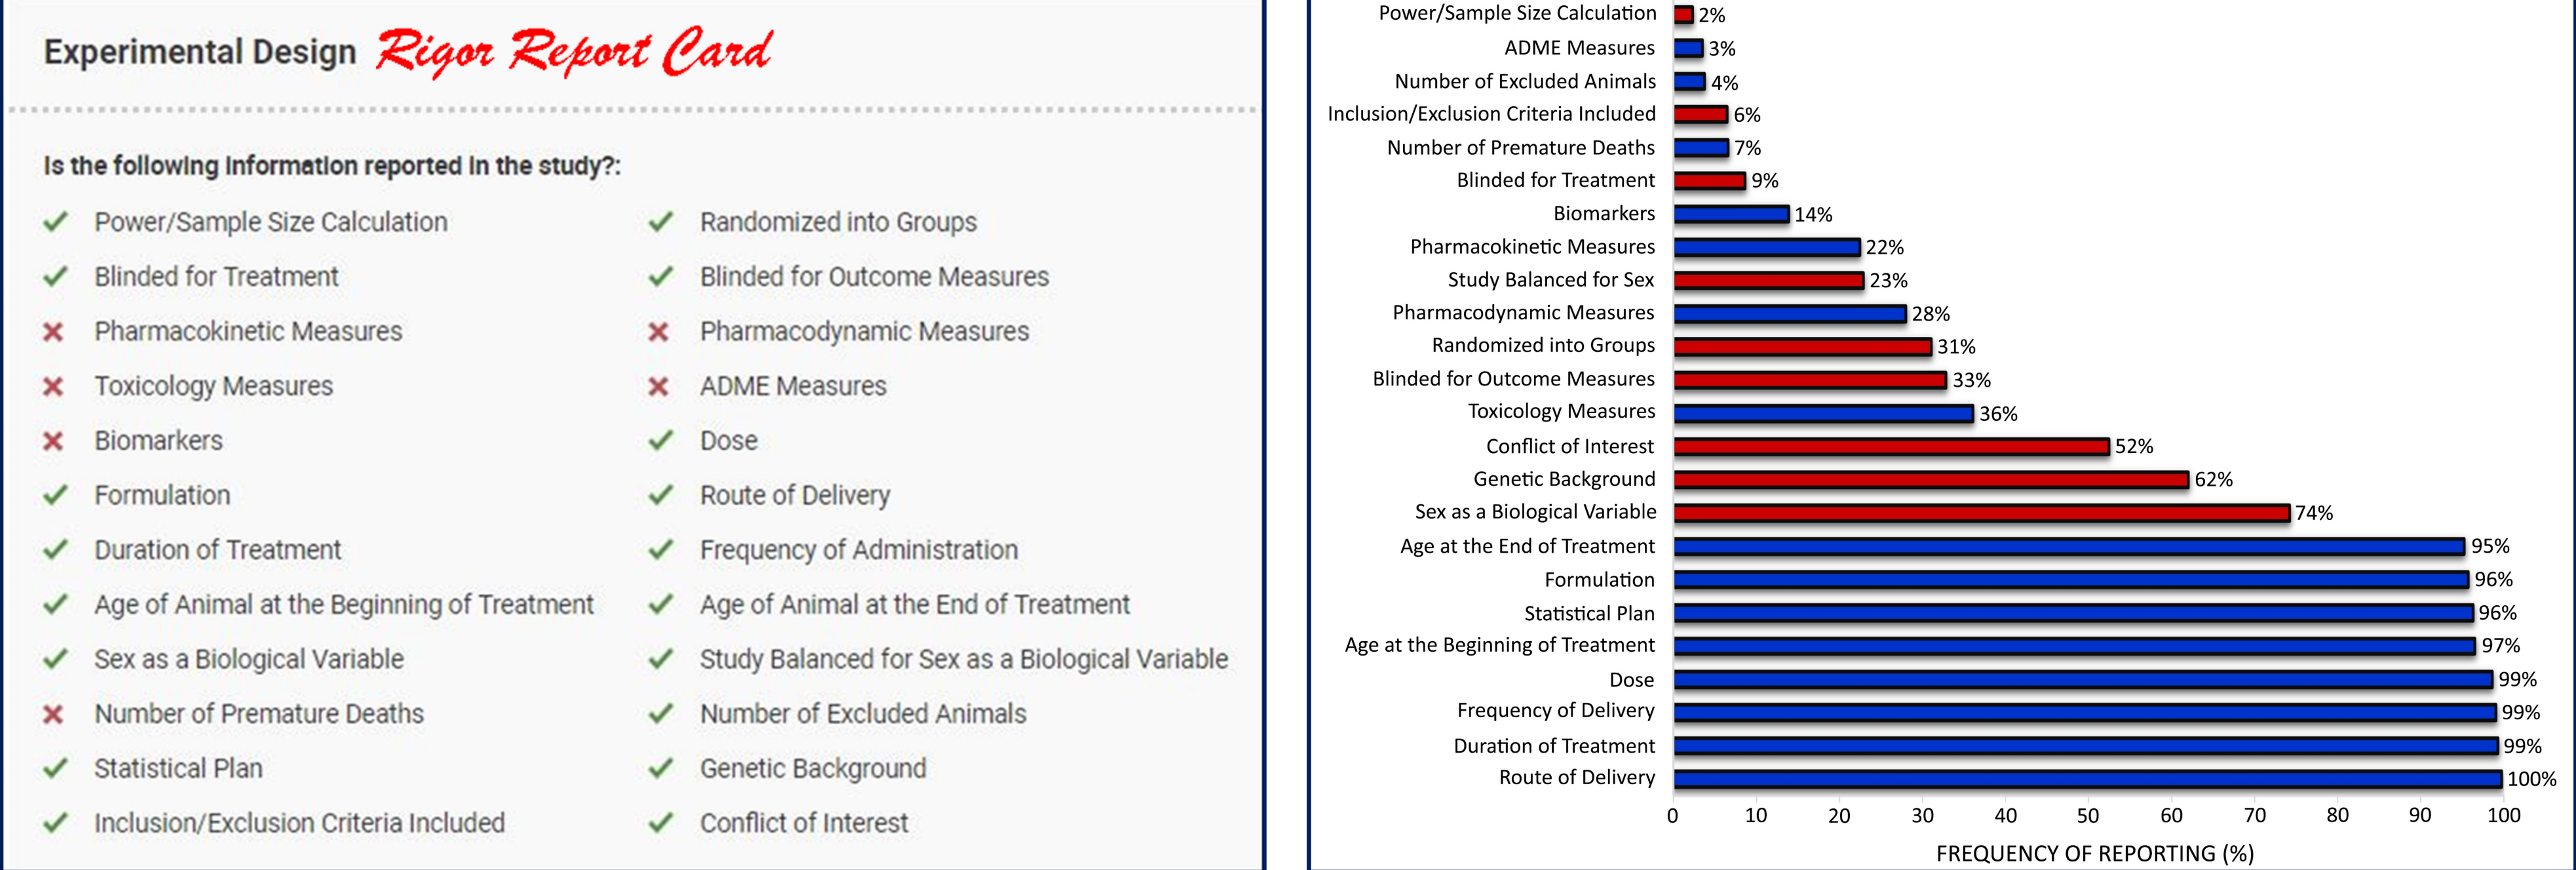 Experimental Design Rigor Report Card
Is the following information reported in the study?:
Power/Sample Size Calculation
Randomized into Groups
Blinded for Treatment
Blinded for Outcome Measures
Pharmacokinetic Measures
Pharmacodynamic Measures
Toxicology Measures
ADME Measures
Biomarkers
Dose
Formulation
Route of Delivery
Duration of Treatment
Frequency of Administration
Age of Animal at the Beginning of Treatment
Age of Animal at the End of Treatment
Sex as a Biological Variable
Study Balanced for Sex as a Biological Variable
Number of Premature Deaths
Number of Excluded Animals
Statistical Plan
Genetic Background
Inclusion/Exclusion Criteria Included
Conflict of Interest
Power/Sample Size Calculation 2%
ADME Measures 3%
Number of Excluded Animals 4%
Inclusion/Exclusion Criteria Included 6%
Number of Premature Deaths 7%
Blinded for Treatment 9%
Biomarkers 14%
Pharmacokinetic Measures 22%
Study Balanced for Sex 23%
Pharmacodynamic Measures 28%
Randomized into Groups 31%
Blinded for Outcome Measures 33%
Toxicology Measures 36%
Conflict of Interest 52%
Genetic Background 62%
Sex as a Biological Variable 74%
Age at the End of Treatment 95%
Formulation 96%
Statistical Plan 96%
Age at the Beginning of Treatment 97%
Dose 99%
Frequency of Delivery 99%
Duration of Treatment 99%
Route of Delivery 100%
0 10 20 30 40 50 60 70 80 90 100
FREQUENCY OF REPORTING (%)